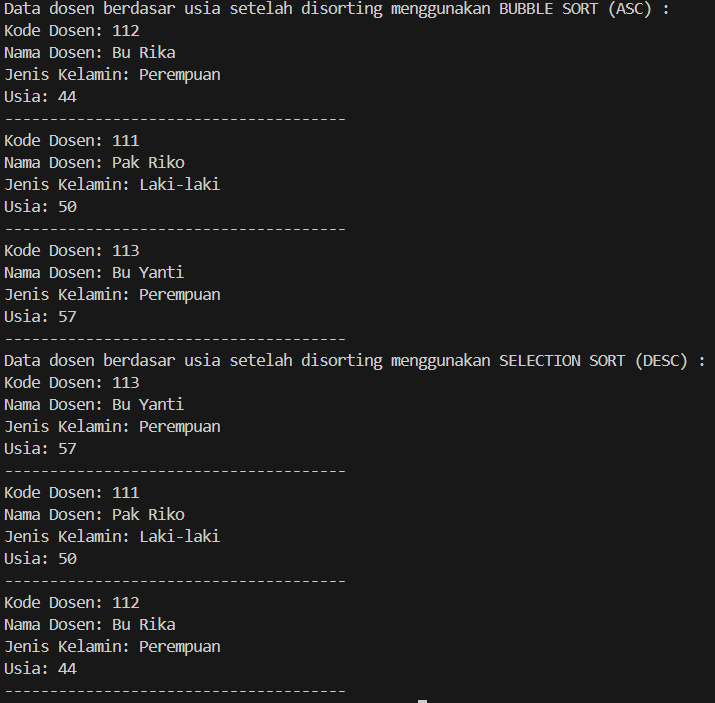 Data dosen berdasar usia setelah disorting menggunakan BUBBLE SORT (ASC) :
Kode Dosen: 112
Nama Dosen: Bu Rika
Jenis Kelamin: Perempuan
Usia: 44
--------------------------------------
Kode Dosen: 111
Nama Dosen: Pak Riko
Jenis Kelamin: Laki-laki
Usia: 50
--------------------------------------
Kode Dosen: 113
Nama Dosen: Bu Yanti
Jenis Kelamin: Perempuan
Usia: 57
--------------------------------------
Data dosen berdasar usia setelah disorting menggunakan SELECTION SORT (DESC) :
Kode Dosen: 113
Nama Dosen: Bu Yanti
Jenis Kelamin: Perempuan
Usia: 57
--------------------------------------
Kode Dosen: 111
Nama Dosen: Pak Riko
Jenis Kelamin: Laki-laki
Usia: 50
--------------------------------------
Kode Dosen: 112
Nama Dosen: Bu Rika
Jenis Kelamin: Perempuan
Usia: 44
--------------------------------------